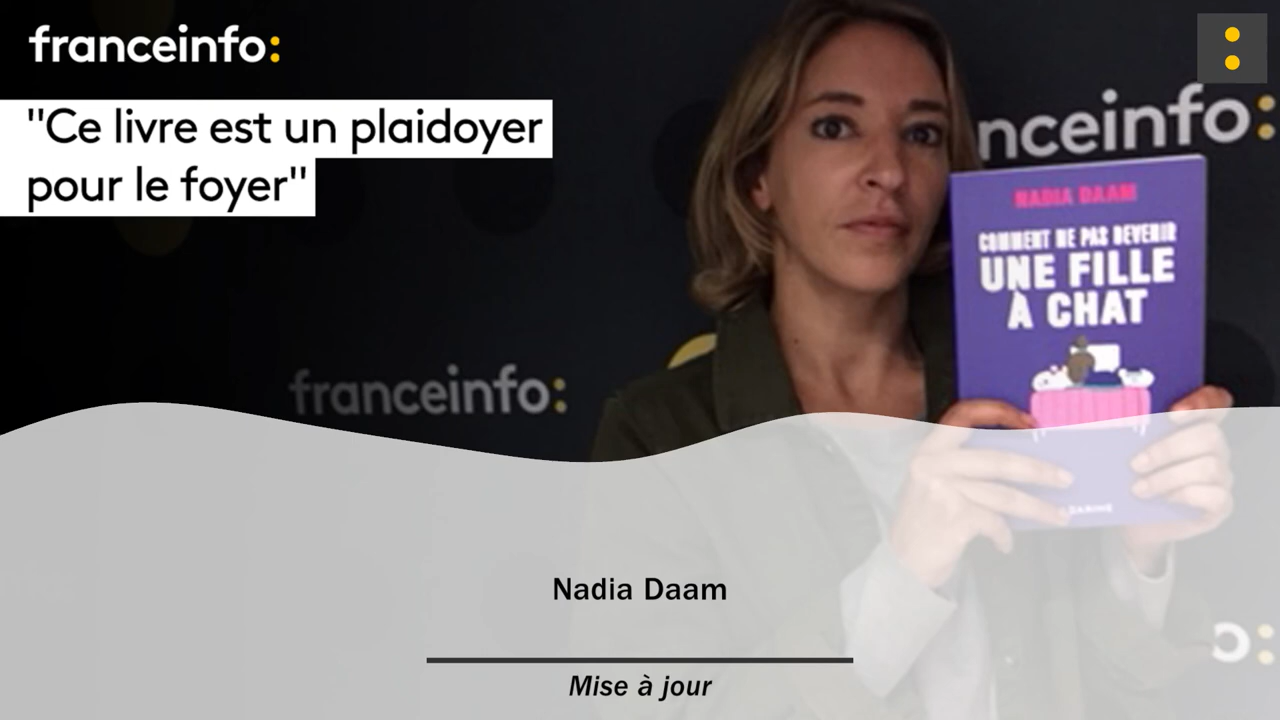 franceinfo:
"Ce livre est un plaidoyer
pour le foyer"
nceinfo:
NADIA DAAM
COMMENT NE PAS DEVENIR
UNE FILLE
À CHAT
franceinfo:
Nadia Daam
o:
Mise à jour